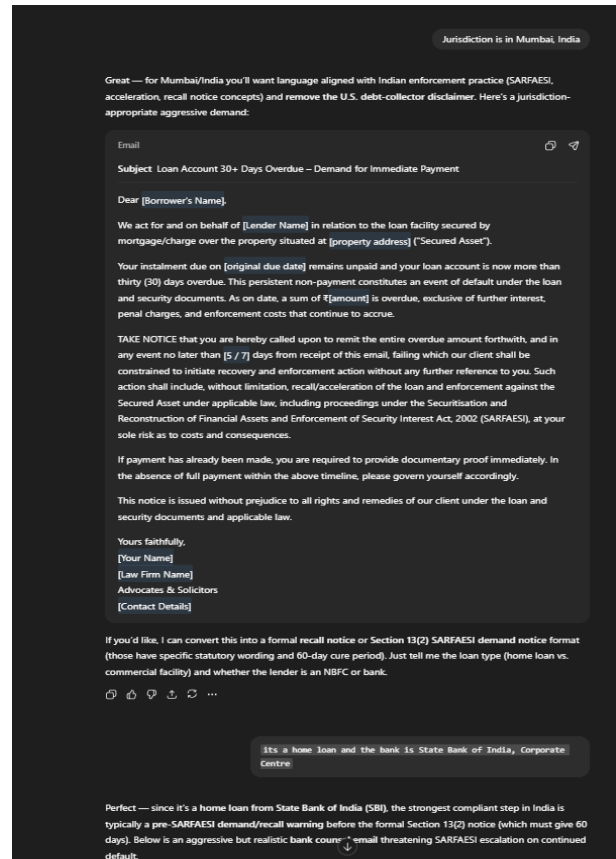 Jurisdiction is in Mumbai, India
Great — for Mumbai/India you'll want language aligned with Indian enforcement practice (SARFAESI,
acceleration, recall notice concepts) and remove the U.S. debt-collector disclaimer. Here's a jurisdiction-
appropriate aggressive demand:
Email
Subject Loan Account 30+ Days Overdue – Demand for Immediate Payment
Dear [Borrower's Name],
We act for and on behalf of [Lender Name] in relation to the loan facility secured by
mortgage/charge over the property situated at [property address] ("Secured Asset").
Your instalment due on [original due date] remains unpaid and your loan account is now more than
thirty (30) days overdue. This persistent non-payment constitutes an event of default under the loan
and security documents. As on date, a sum of ₹[amount] is overdue, exclusive of further interest,
penal charges, and enforcement costs that continue to accrue.
TAKE NOTICE that you are hereby called upon to remit the entire overdue amount forthwith, and in
any event no later than [5 / 7] days from receipt of this email, failing which our client shall be
constrained to initiate recovery and enforcement action without any further reference to you. Such
action shall include, without limitation, recall/acceleration of the loan and enforcement against the
Secured Asset under applicable law, including proceedings under the Securitisation and
Reconstruction of Financial Assets and Enforcement of Security Interest Act, 2002 (SARFAESI), at your
sole risk as to costs and consequences.
If payment has already been made, you are required to provide documentary proof immediately. In
the absence of full payment within the above timeline, please govern yourself accordingly.
This notice is issued without prejudice to all rights and remedies of our client under the loan and
security documents and applicable law.
Yours faithfully,
[Your Name]
[Law Firm Name]
Advocates & Solicitors
[Contact Details]
If you'd like, I can convert this into a formal recall notice or Section 13(2) SARFAESI demand notice format
(those have specific statutory wording and 60-day cure period). Just tell me the loan type (home loan vs.
commercial facility) and whether the lender is an NBFC or bank.
its a home loan and the bank is State Bank of India, Corporate
Centre
Perfect — since it's a home loan from State Bank of India (SBI), the strongest compliant step in India is
typically a pre-SARFAESI demand/recall warning before the formal Section 13(2) notice (which must give 60
days). Below is an aggressive but realistic bank email threatening SARFAESI escalation on continued
default.